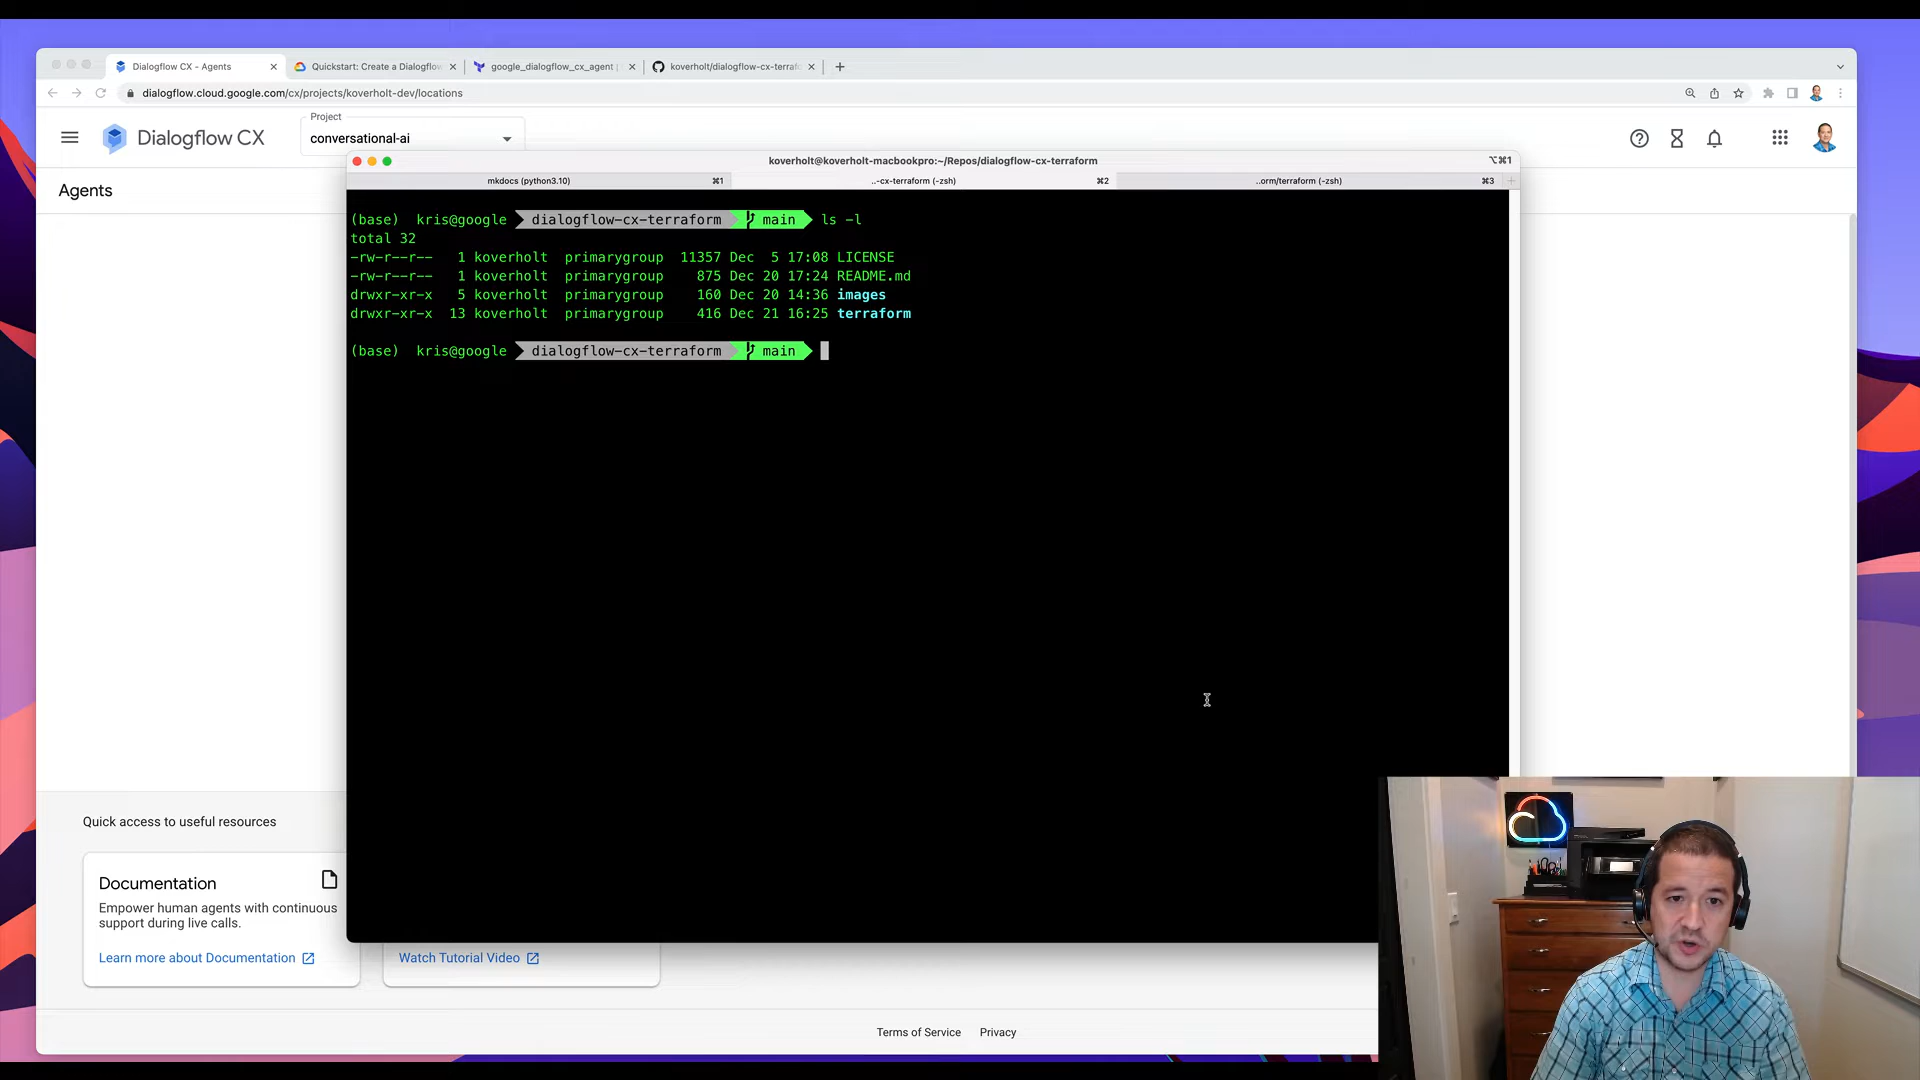 Dialogflow CX - Agents
Quickstart: Create a Dialogflow
google_dialogflow_cx_agent |
koverholt/dialogflow-cx-terraf
dialogflow.cloud.google.com/cx/projects/koverholt-dev/locations
Dialogflow CX
Project
conversational-ai
Agents
koverholt@koverholt-macbookpro:~/Repos/dialogflow-cx-terraform
⌥⌘1
mkdocs (python3.10) ⌘1
..-cx-terraform (-zsh) ⌘2
..orm/terraform (-zsh) ⌘3
(base) kris@google dialogflow-cx-terraform main ls -l
total 32
-rw-r--r-- 1 koverholt primarygroup 11357 Dec 5 17:08 LICENSE
-rw-r--r-- 1 koverholt primarygroup 875 Dec 20 17:24 README.md
drwxr-xr-x 5 koverholt primarygroup 160 Dec 20 14:36 images
drwxr-xr-x 13 koverholt primarygroup 416 Dec 21 16:25 terraform
(base) kris@google dialogflow-cx-terraform main
Quick access to useful resources
Documentation
Empower human agents with continuous
support during live calls.
Learn more about Documentation
Watch Tutorial Video
Terms of Service Privacy